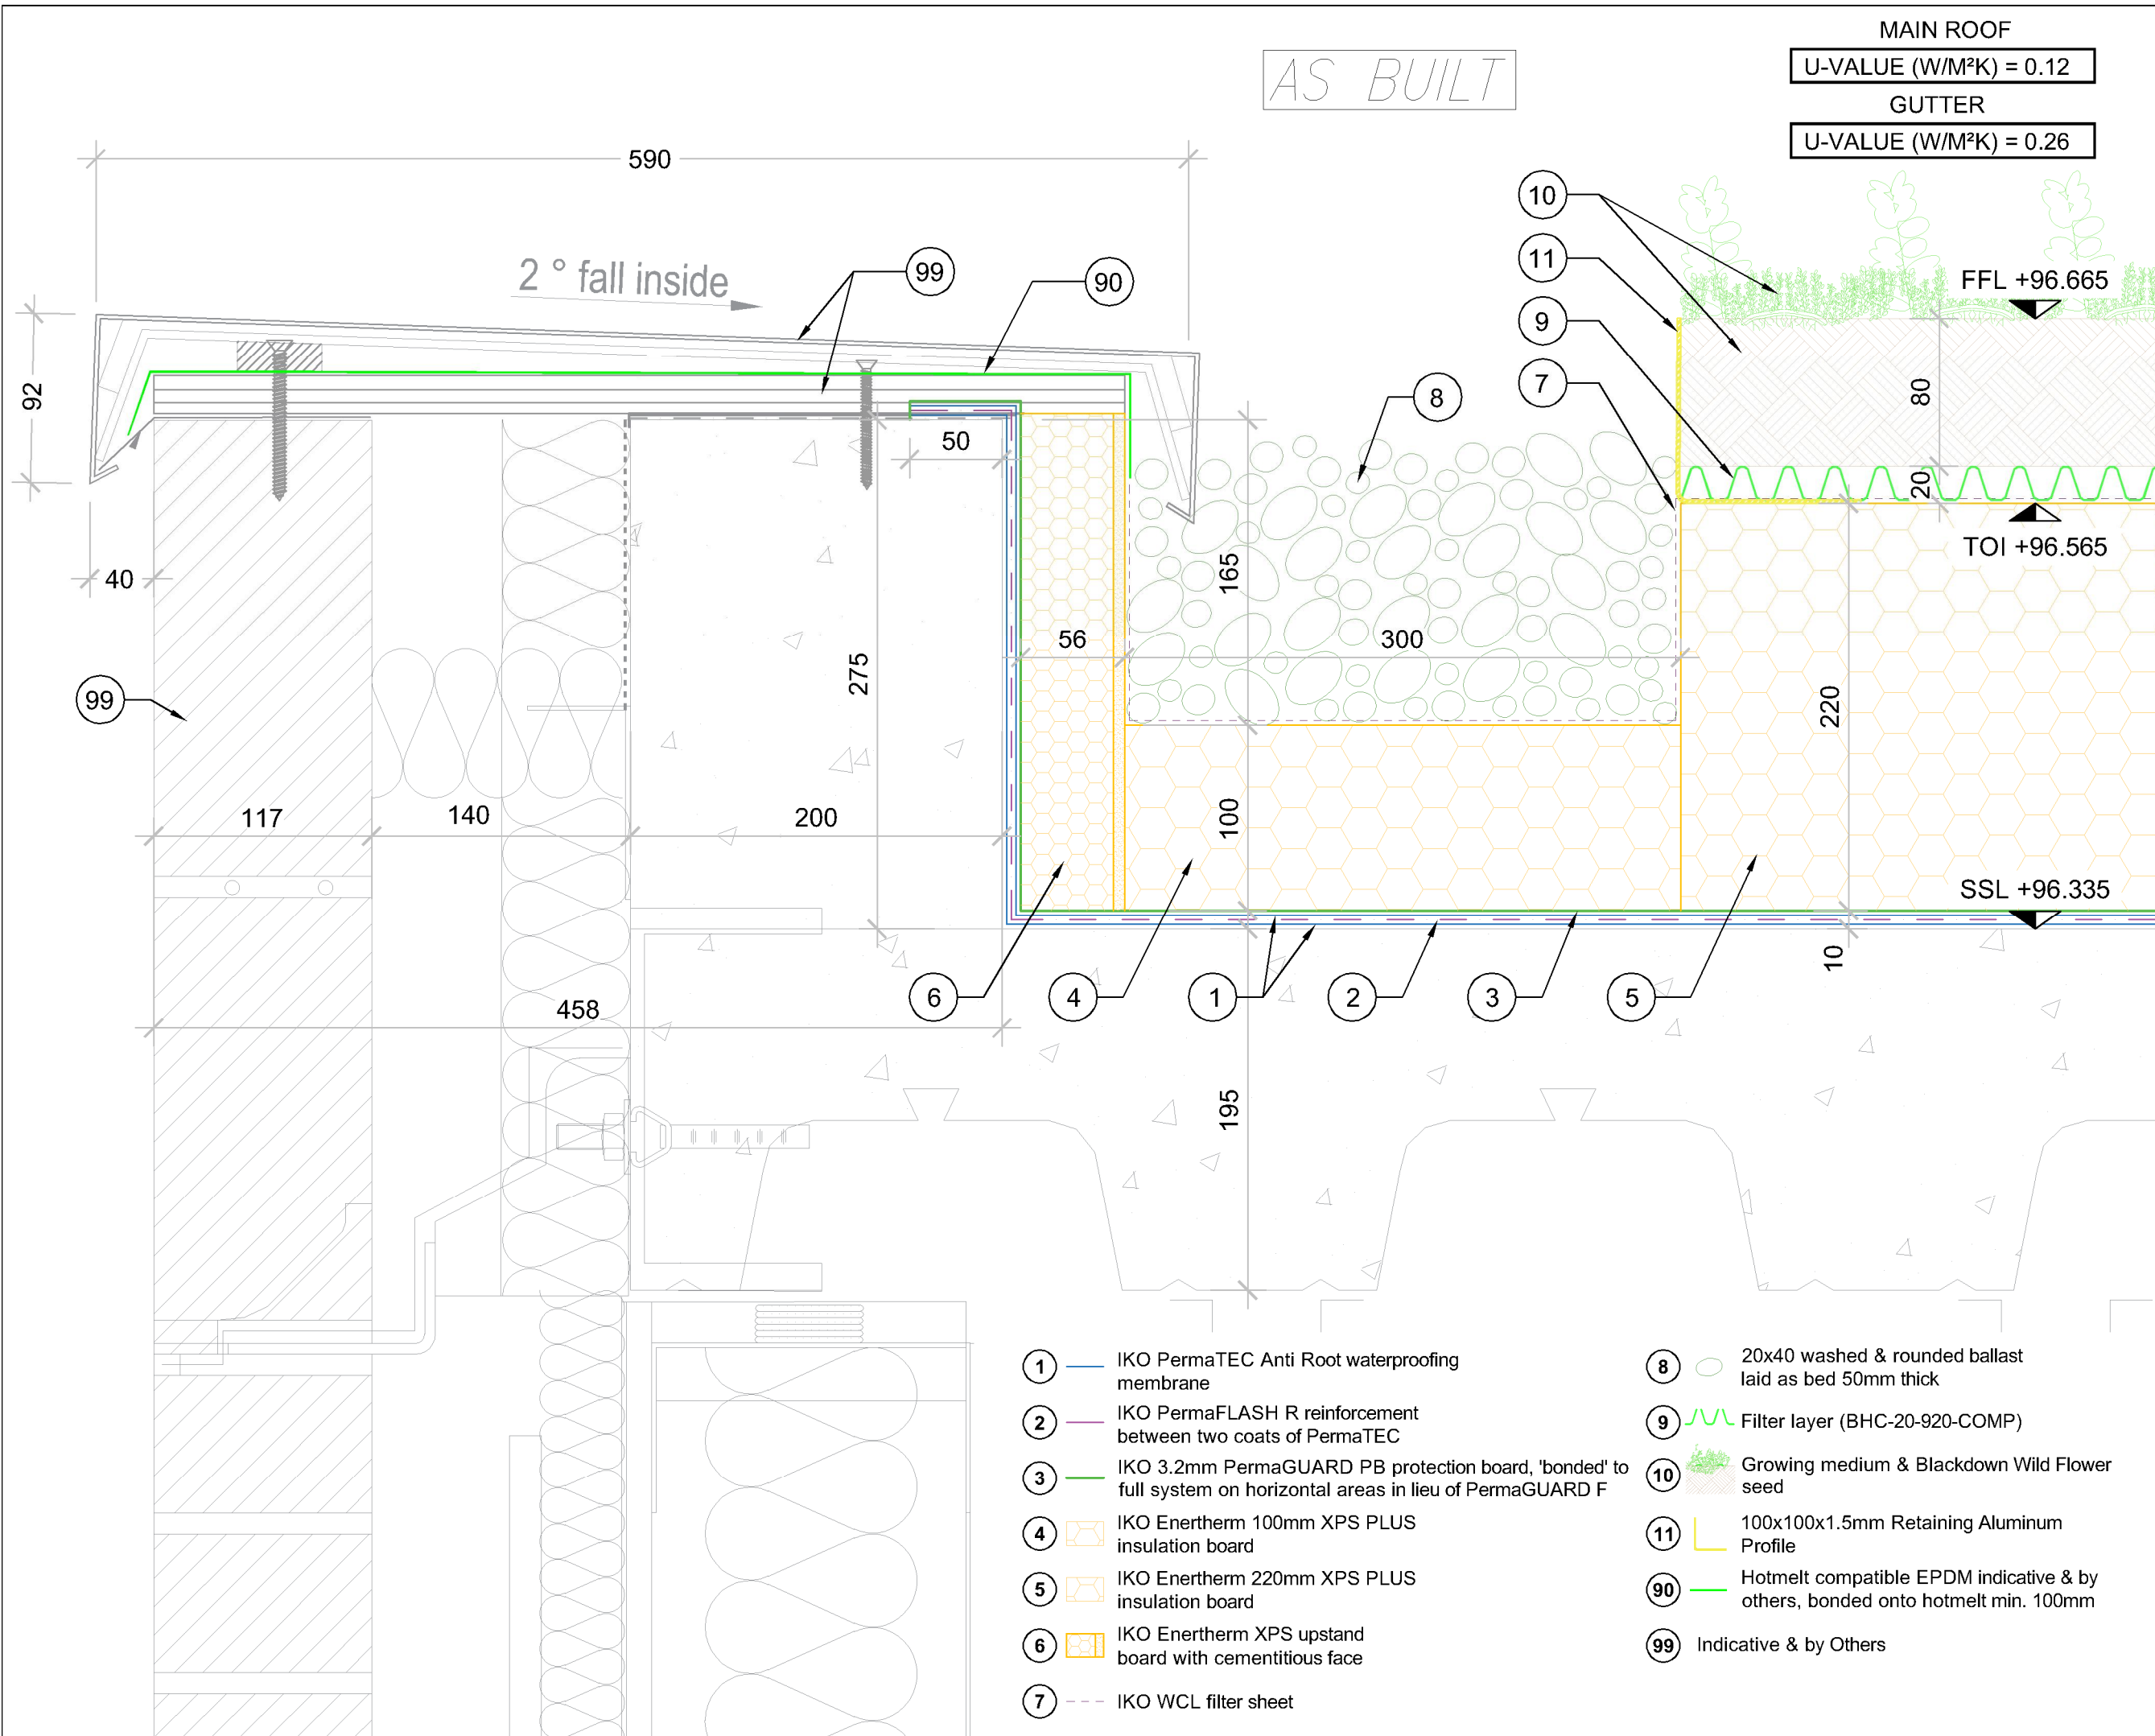 MAIN ROOF
AS BUILT
U-VALUE (W/M²K) = 0.12
GUTTER
U-VALUE (W/M²K) = 0.26
590
10
11
2 ° fall inside
99
90
FFL +96.665
9
92
7
8
80
50
20
TOI +96.565
40
165
56
300
275
99
220
117
140
200
100
SSL +96.335
10
6
4
1
2
3
5
458
195
1 IKO PermaTEC Anti Root waterproofing
membrane
2 IKO PermaFLASH R reinforcement
between two coats of PermaTEC
3 IKO 3.2mm PermaGUARD PB protection board, 'bonded' to
full system on horizontal areas in lieu of PermaGUARD F
4 IKO Enertherm 100mm XPS PLUS
insulation board
5 IKO Enertherm 220mm XPS PLUS
insulation board
6 IKO Enertherm XPS upstand
board with cementitious face
7 IKO WCL filter sheet
8 20x40 washed & rounded ballast
laid as bed 50mm thick
9 Filter layer (BHC-20-920-COMP)
10 Growing medium & Blackdown Wild Flower
seed
11 100x100x1.5mm Retaining Aluminum
Profile
90 Hotmelt compatible EPDM indicative & by
others, bonded onto hotmelt min. 100mm
99 Indicative & by Others